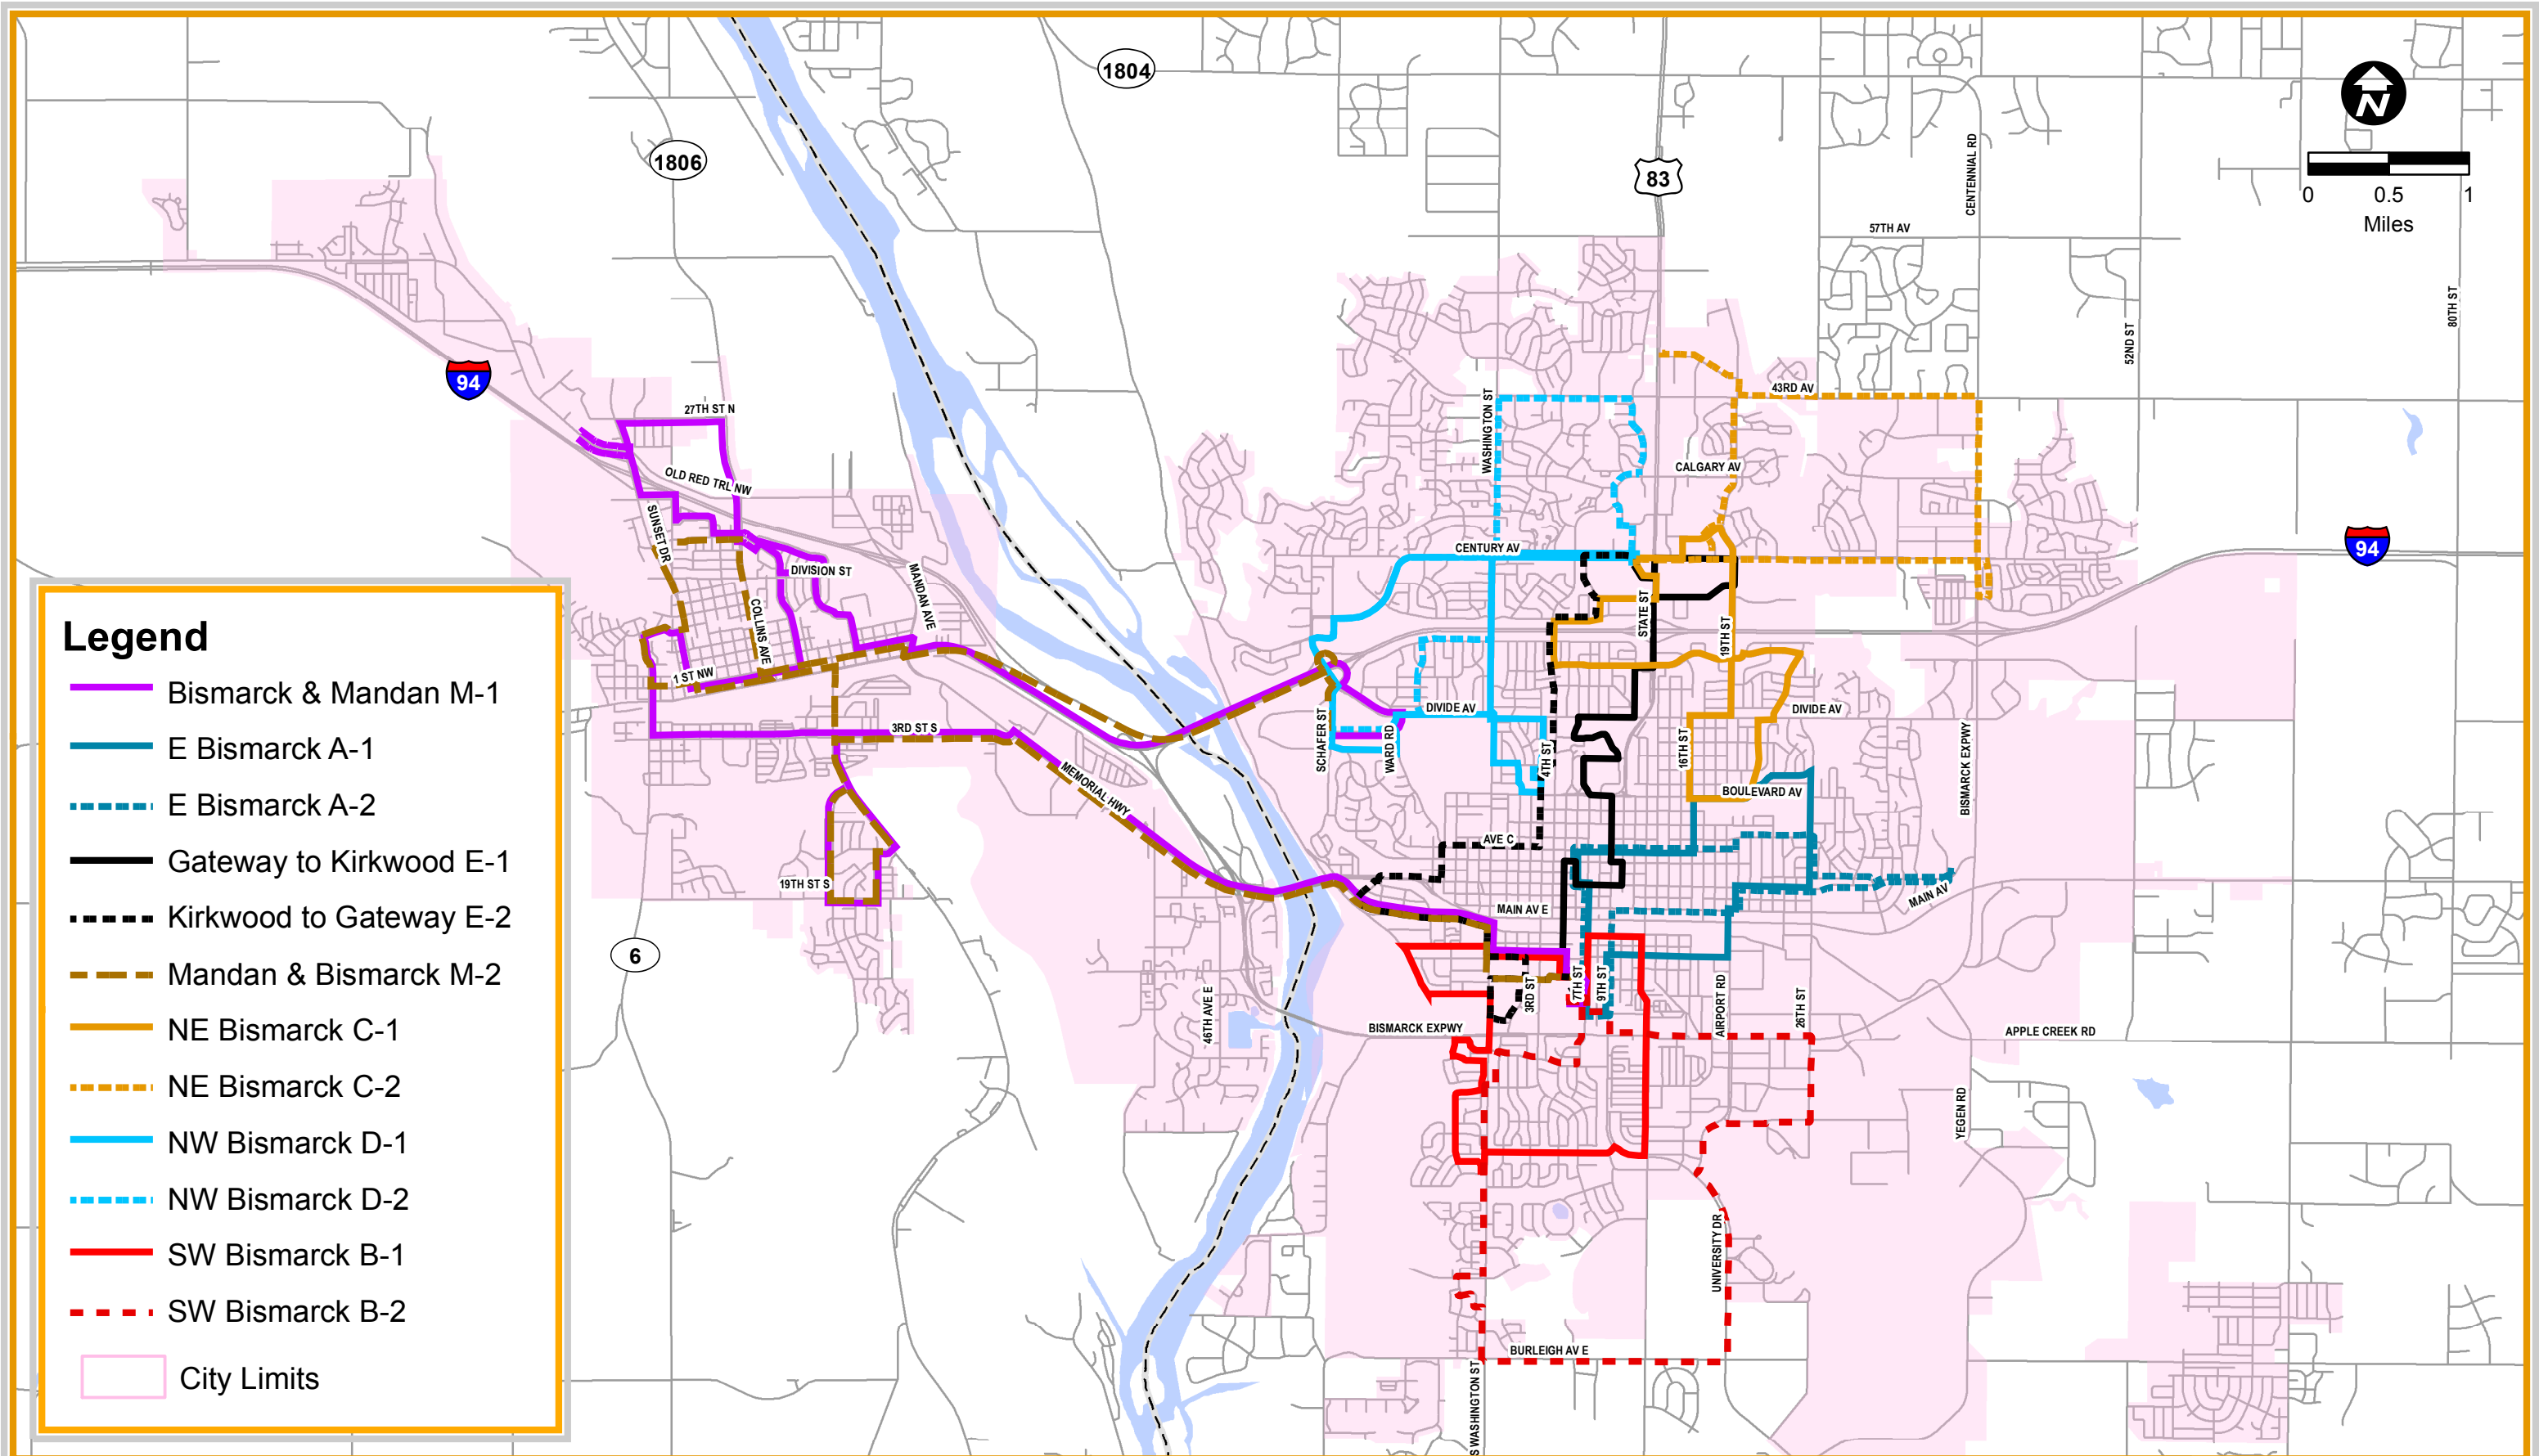 1804
1806
83
CENTENNIAL RD
N
0 0.5 1
Miles
57TH AV
80TH ST
52ND ST
94
27TH ST N
43RD AV
WASHINGTON ST
OLD RED TRL NW
CALGARY AV
SUNSET DR
CENTURY AV
94
DIVISION ST
MANDAN AVE
COLLINS AVE
STATE ST
19TH ST
1 ST NW
3RD ST S
SCHAFER ST
WARD RD
DIVIDE AV
4TH ST
16TH ST
DIVIDE AV
BISMARCK EXPWY
MEMORIAL HWY
BOULEVARD AV
AVE C
19TH ST S
MAIN AV E
MAIN AV
6
46TH AVE E
3RD ST
7TH ST
9TH ST
AIRPORT RD
26TH ST
BISMARCK EXPWY
APPLE CREEK RD
YEGEN RD
UNIVERSITY DR
BURLEIGH AV E
S WASHINGTON ST
Legend
Bismarck & Mandan M-1
E Bismarck A-1
E Bismarck A-2
Gateway to Kirkwood E-1
Kirkwood to Gateway E-2
Mandan & Bismarck M-2
NE Bismarck C-1
NE Bismarck C-2
NW Bismarck D-1
NW Bismarck D-2
SW Bismarck B-1
SW Bismarck B-2
City Limits